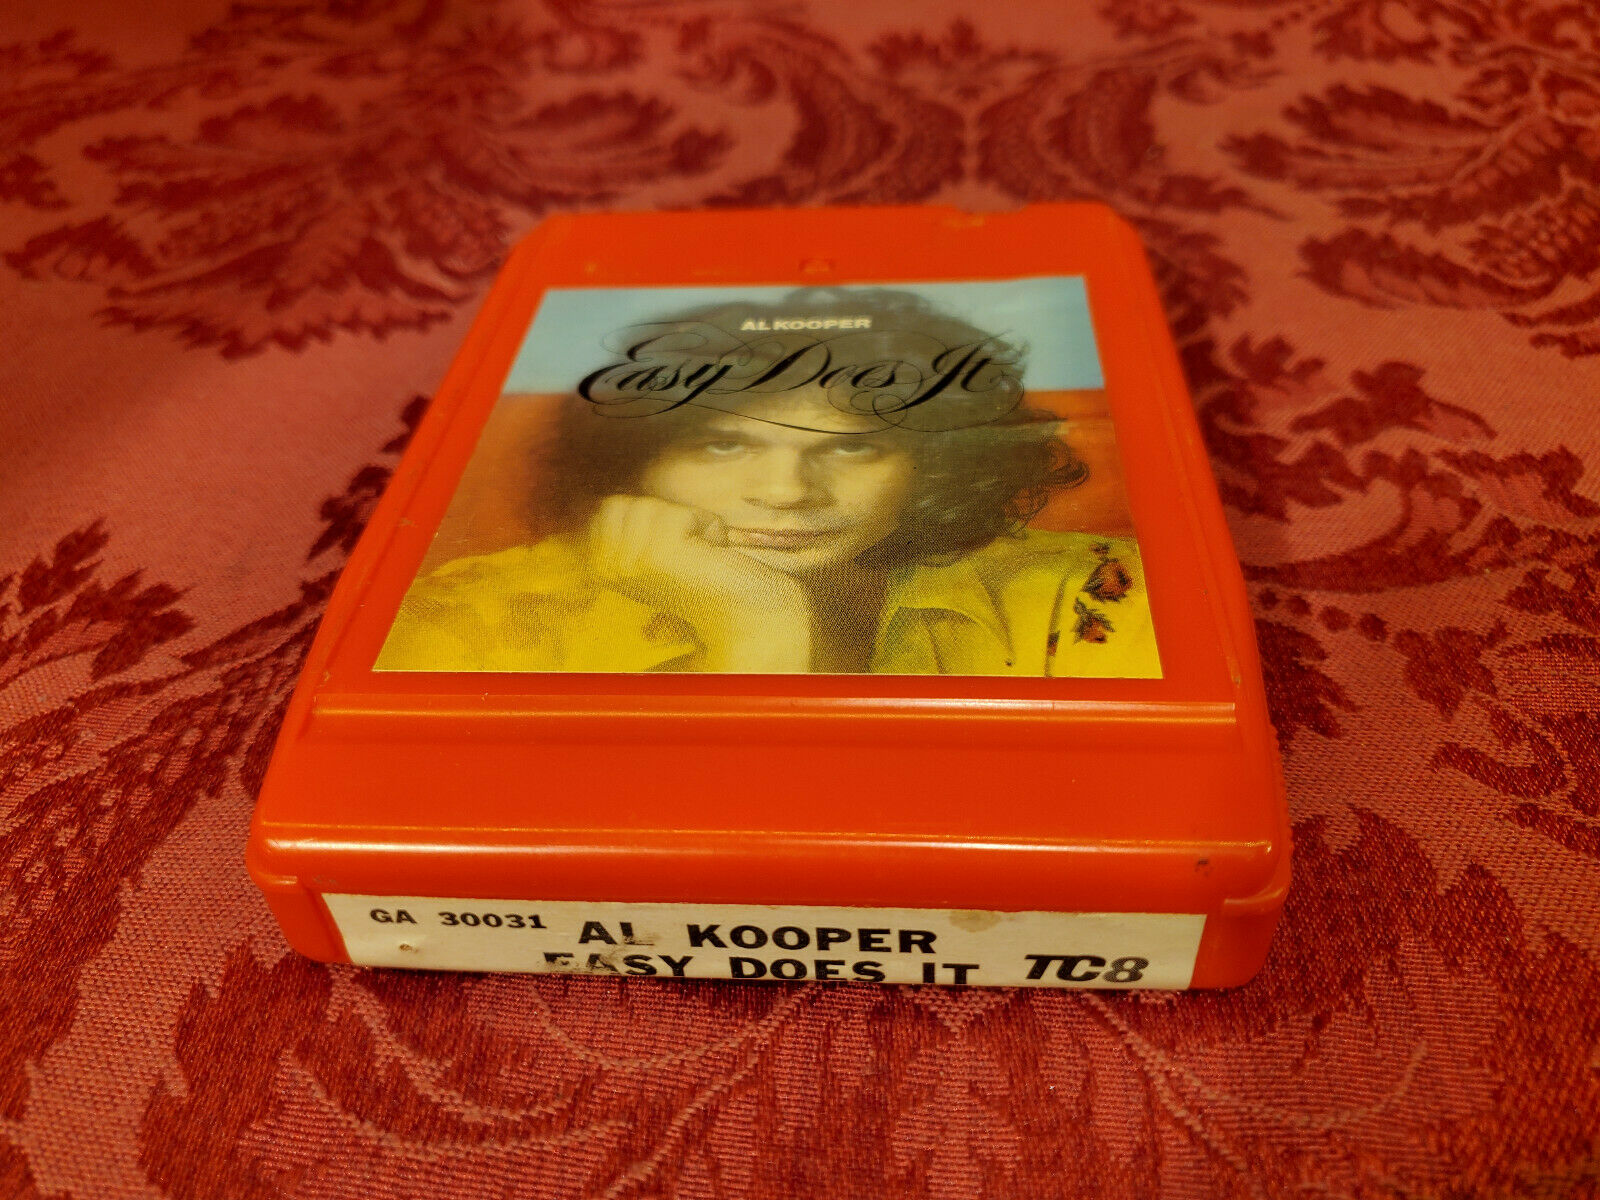 AL KOOPER
Easy Does It
GA 30031 AL KOOPER
EASY DOES IT TC8